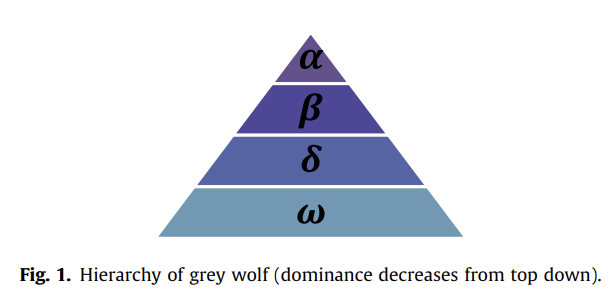 α
β
δ
ω
Fig. 1. Hierarchy of grey wolf (dominance decreases from top down).